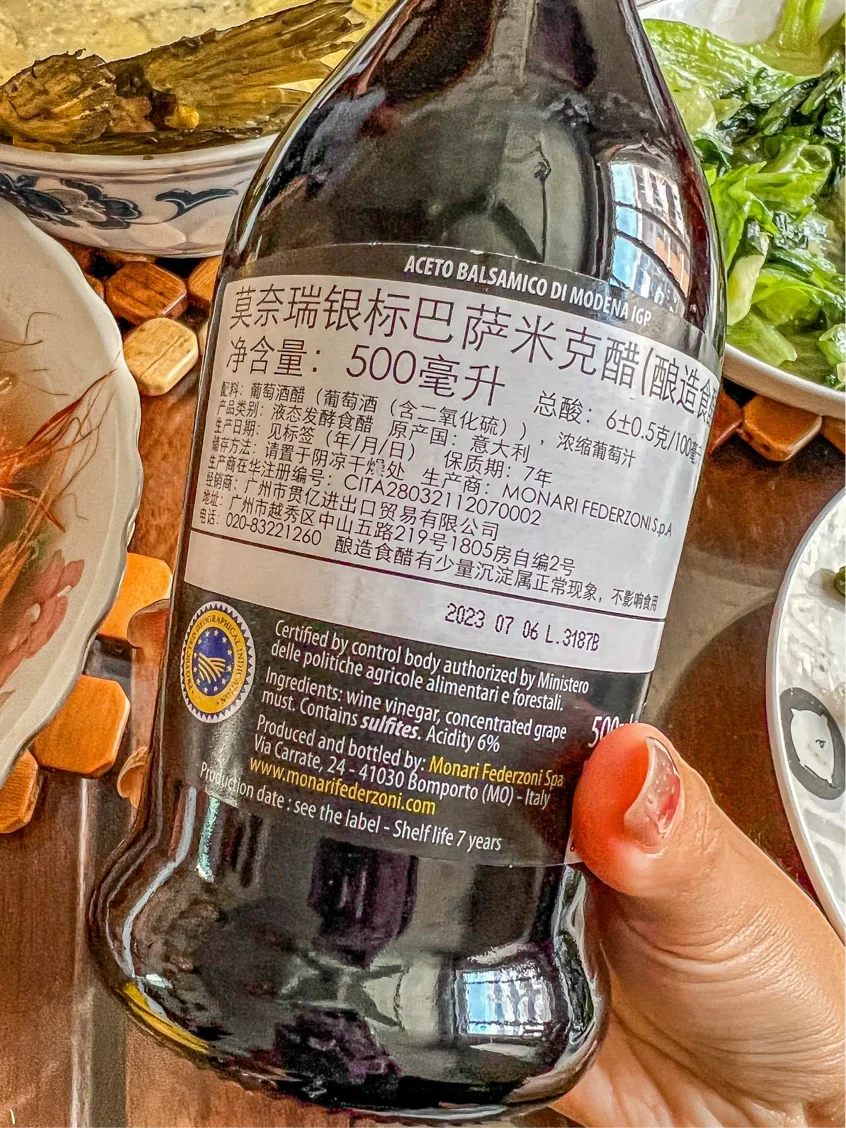 ACETO BALSAMICO DI MODENA IGP
莫奈瑞银标巴萨米克醋(酿造食醋
净含量：500毫升 总酸：6±0.5克/100毫升
配料：葡萄酒醋（葡萄酒（含二氧化硫）），浓缩葡萄汁
产品类别：液态发酵食醋 原产国：意大利
生产日期：见标签（年/月/日） 保质期：7年
储存方法：请置于阴凉干燥处 生产商：MONARI FEDERZONI S.p.A
生产商在华注册编号：CITA28032112070002
经销商：广州市贯亿进出口贸易有限公司
地址：广州市越秀区中山五路219号1805房自编2号
电话：020-83221260 酿造食醋有少量沉淀属正常现象，不影响食用
2023 07 06 L.3187B
PROTECTED GEOGRAPHICAL INDICATION
Certified by control body authorized by Ministero
delle politiche agricole alimentari e forestali.
Ingredients: wine vinegar, concentrated grape
must. Contains sulfites. Acidity 6%
500
Produced and bottled by: Monari Federzoni Spa
Via Carrate, 24 - 41030 Bomporto (MO) - Italy
www.monarifederzoni.com
Production date : see the label - Shelf life 7 years